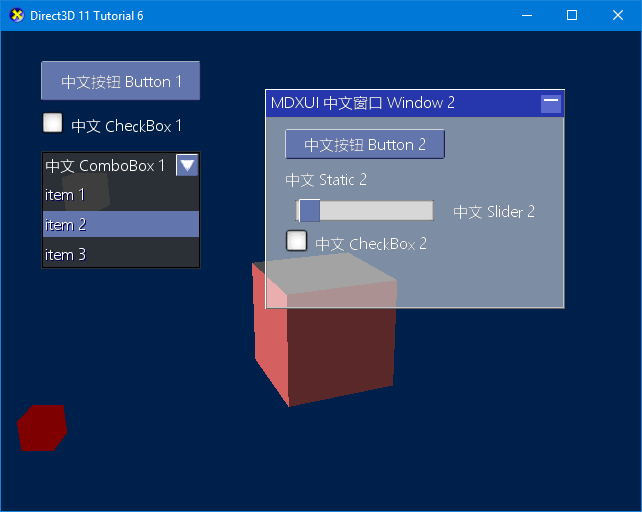 Direct3D 11 Tutorial 6
中文按钮 Button 1
中文 CheckBox 1
中文 ComboBox 1
item 1
item 2
item 3
MDXUI 中文窗口 Window 2
中文按钮 Button 2
中文 Static 2
中文 Slider 2
中文 CheckBox 2